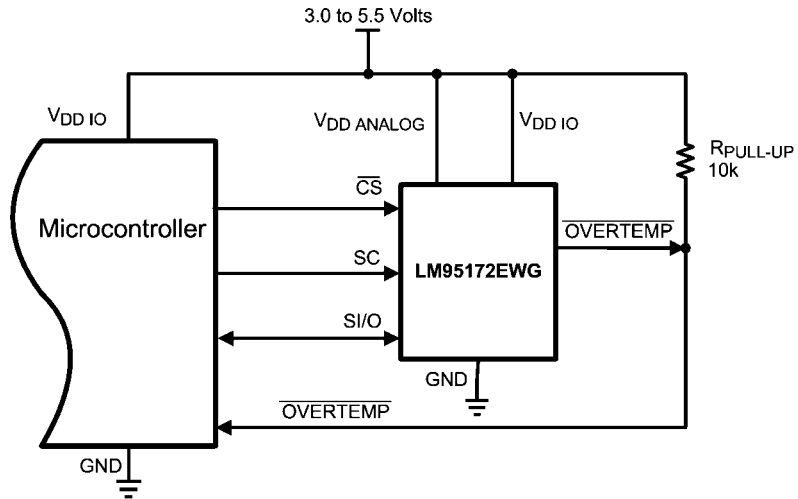 3.0 to 5.5 Volts
VDD IO
VDD ANALOG
VDD IO
RPULL-UP
10k
CS
Microcontroller
OVERTEMP
SC
LM95172EWG
SI/O
GND
OVERTEMP
GND